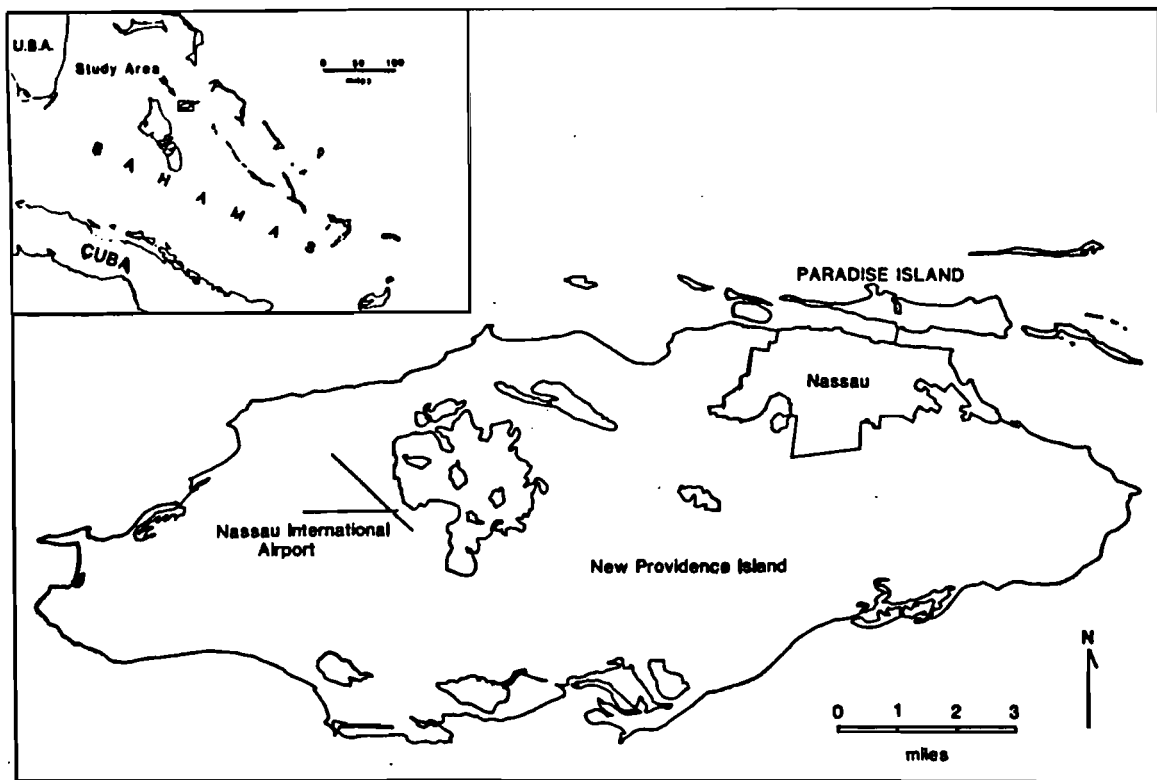 U.S.A.
Study Area
0 50 100
miles
BAHAMAS
CUBA
PARADISE ISLAND
Nassau
Nassau International
Airport
New Providence Island
N
0 1 2 3
miles